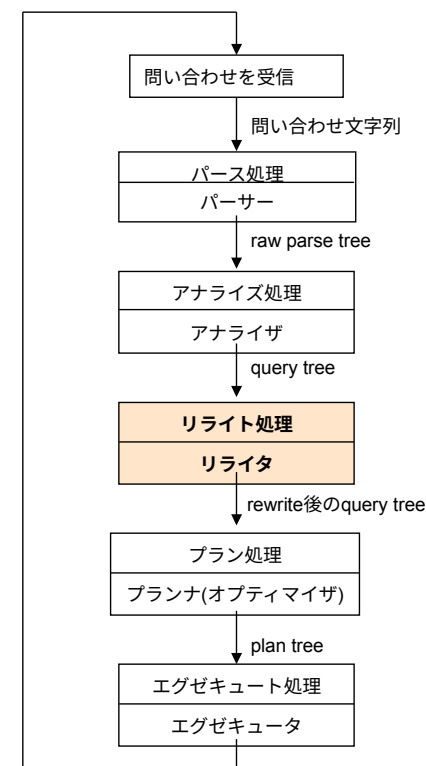 問い合わせを受信
問い合わせ文字列
パース処理
パーサー
raw parse tree
アナライズ処理
アナライザ
query tree
リライト処理
リライタ
rewrite後のquery tree
プラン処理
プランナ(オプティマイザ)
plan tree
エグゼキュート処理
エグゼキュータ